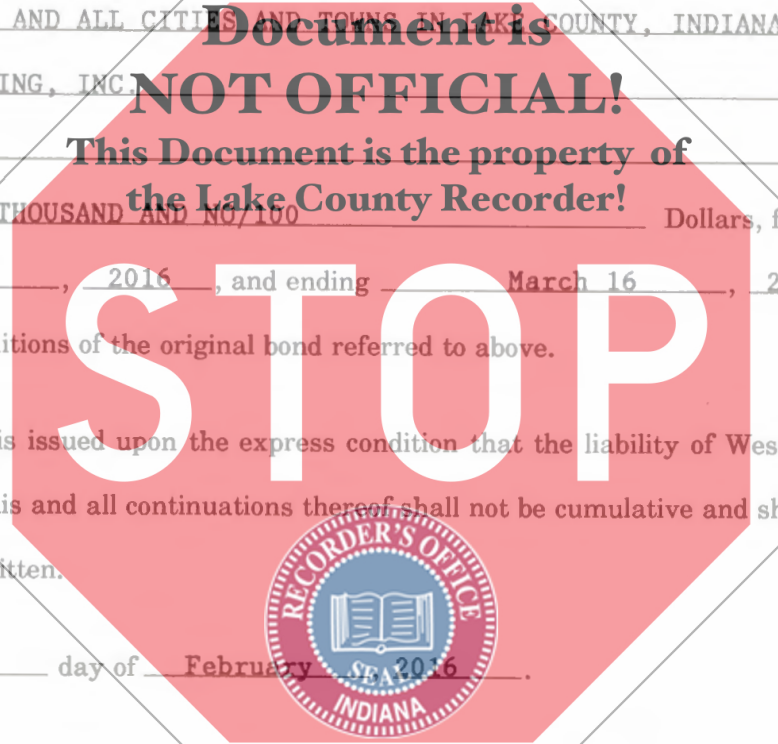 AND ALL CITIES AND TOWNS IN LAKE COUNTY, INDIANA
Document is
ING, INC.
NOT OFFICIAL!
This Document is the property of
the Lake County Recorder!
THOUSAND AND NO/100 Dollars, f
, 2016 , and ending March 16 , 2
STOP
itions of the original bond referred to above.
is issued upon the express condition that the liability of Wes
is and all continuations thereof shall not be cumulative and sh
itten.
RECORDER'S OFFICE
day of February , 2016 .
SEAL
INDIANA